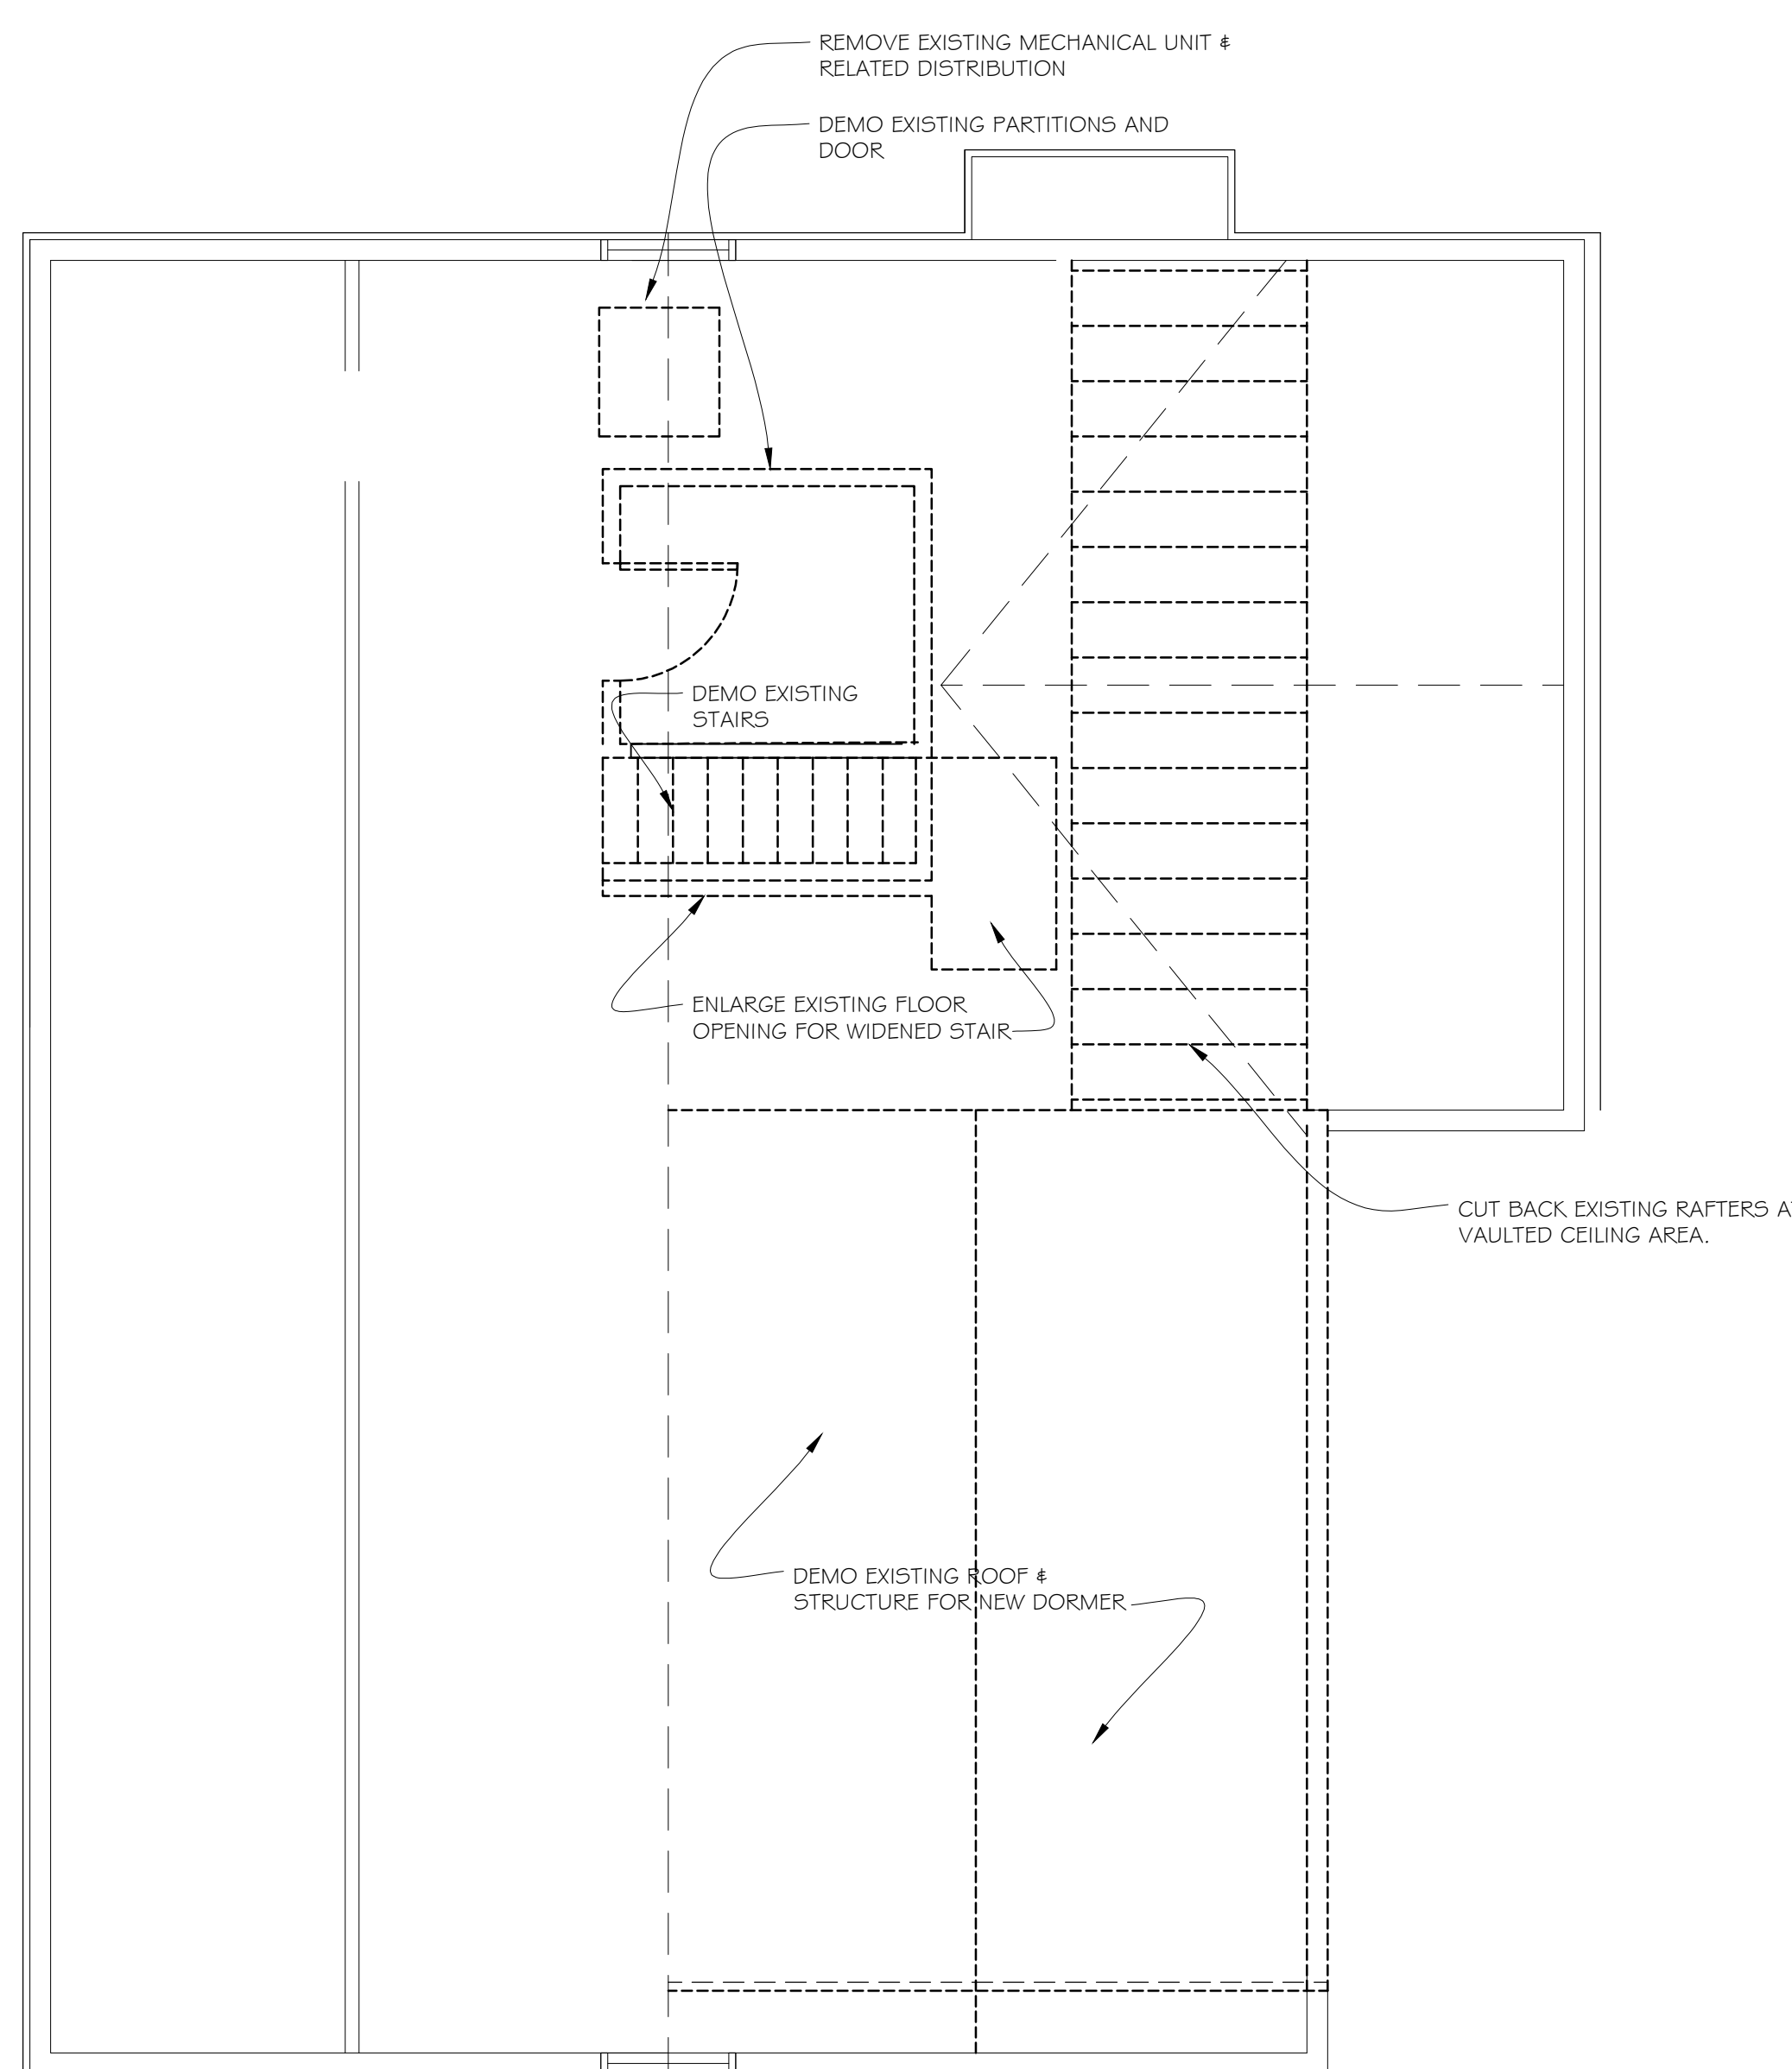 REMOVE EXISTING MECHANICAL UNIT &
RELATED DISTRIBUTION
DEMO EXISTING PARTITIONS AND
DOOR
DEMO EXISTING
STAIRS
ENLARGE EXISTING FLOOR
OPENING FOR WIDENED STAIR
CUT BACK EXISTING RAFTERS
VAULTED CEILING AREA.
DEMO EXISTING ROOF &
STRUCTURE FOR NEW DORMER